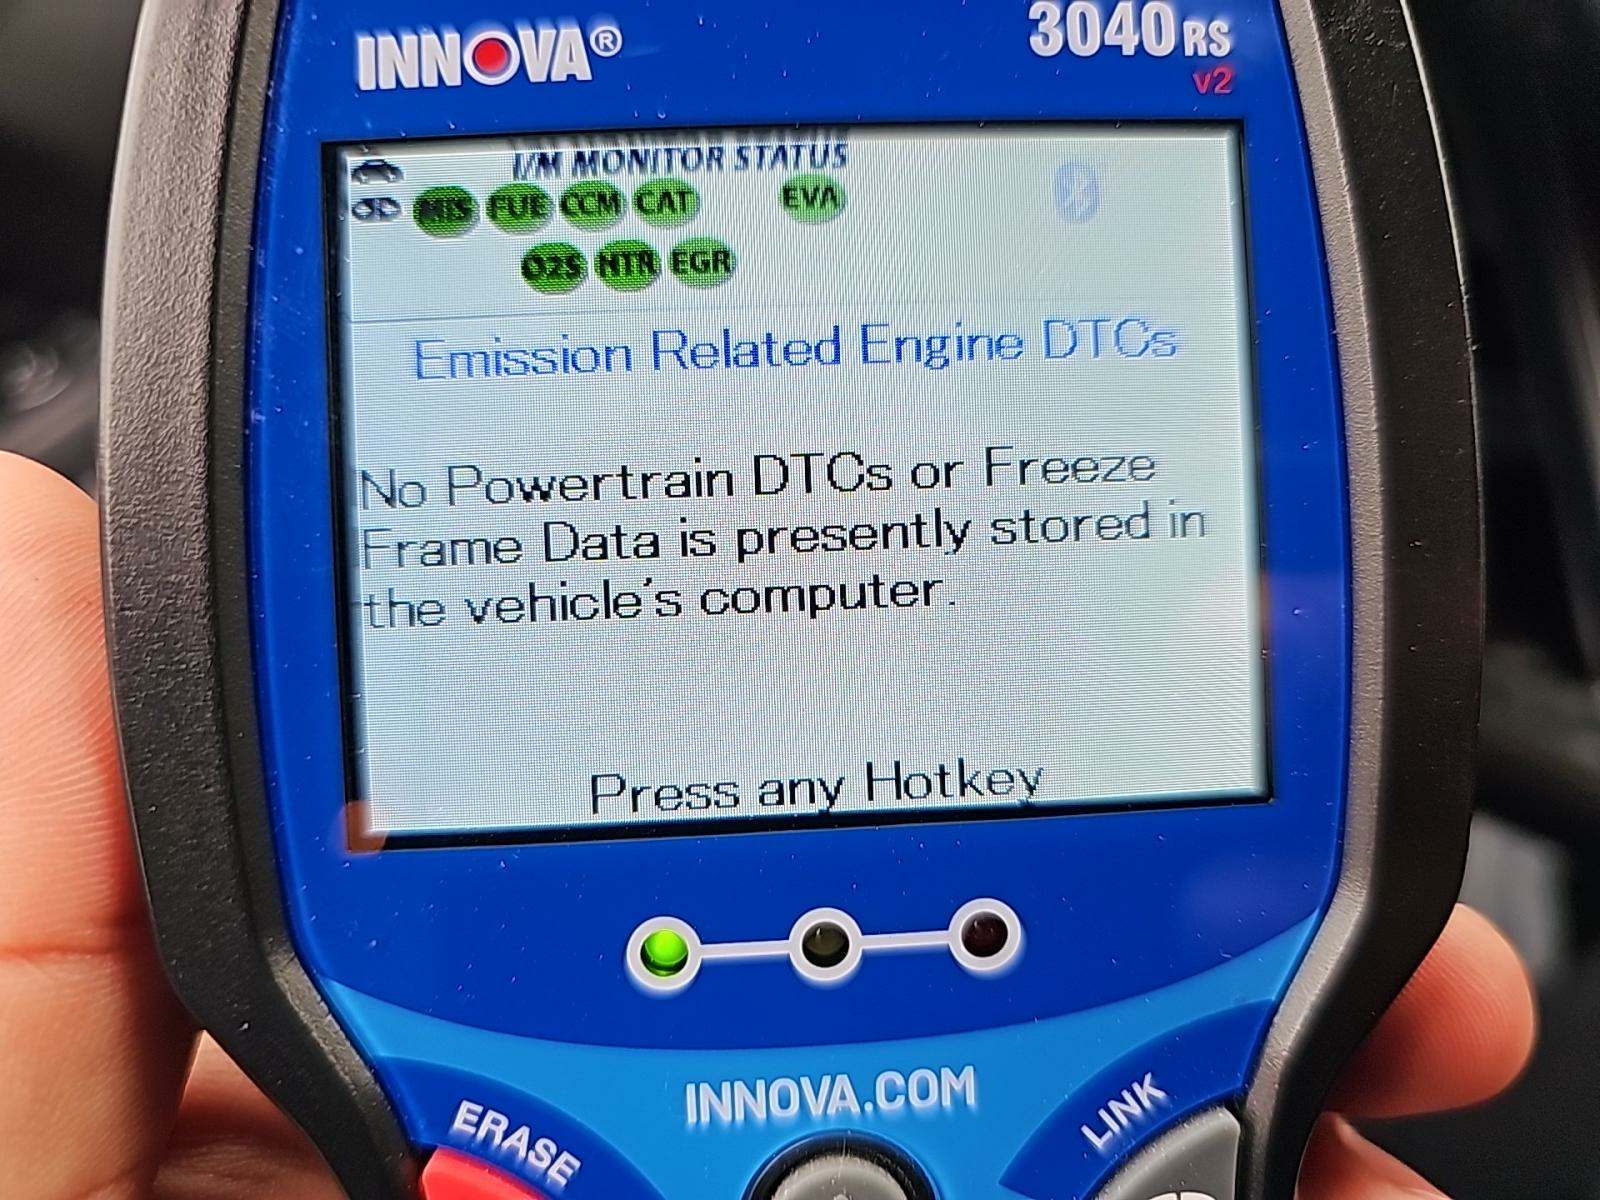 INNOVA®
3040RS
v2
I/M MONITOR STATUS
MIS FUE CCM CAT EVA
O2S HTR EGR
Emission Related Engine DTCs
No Powertrain DTCs or Freeze
Frame Data is presently stored in
the vehicle's computer.
Press any Hotkey
INNOVA.COM
ERASE
LINK